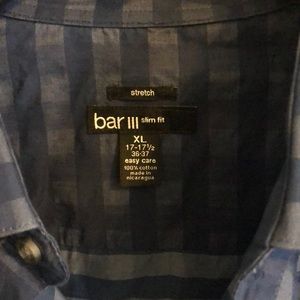 stretch
bar III slim fit
XL
17-17½
36-37
easy care
100% cotton
made in
nicaragua